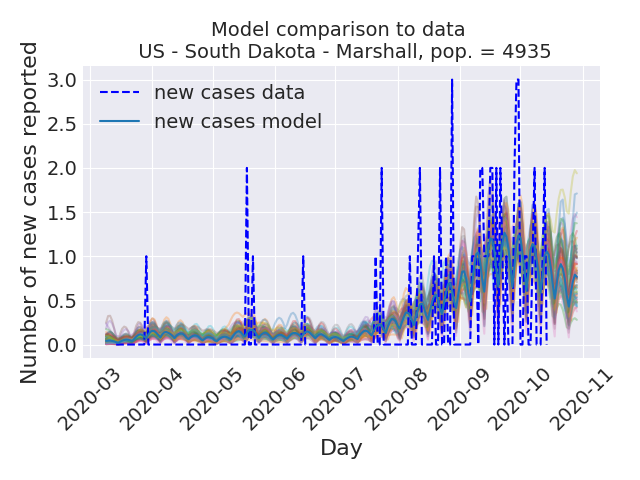 Model comparison to data
US - South Dakota - Marshall, pop. = 4935
Number of new cases reported
3.0
2.5
2.0
1.5
1.0
0.5
0.0
new cases data
new cases model
2020-03
2020-04
2020-05
2020-06
2020-07
2020-08
2020-09
2020-10
2020-11
Day